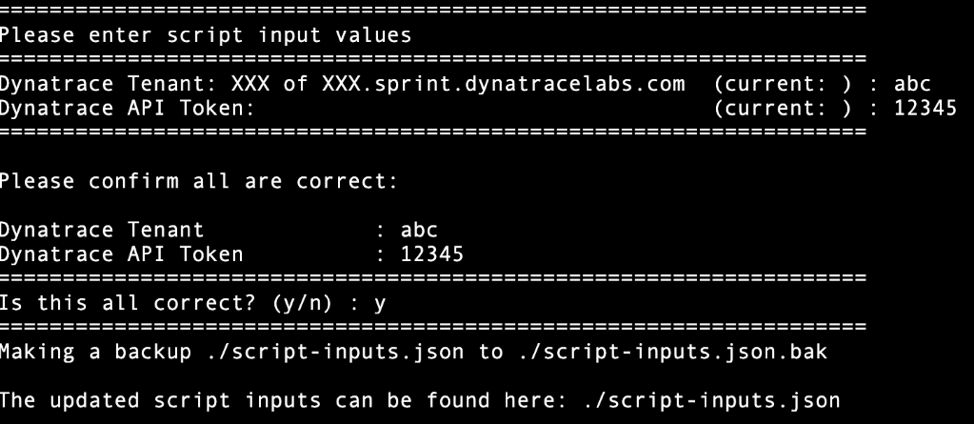 ====================================================================
Please enter script input values
====================================================================
Dynatrace Tenant: XXX of XXX.sprint.dynatracelabs.com  (current: ) : abc
Dynatrace API Token:                                    (current: ) : 12345
====================================================================
Please confirm all are correct:
Dynatrace Tenant              : abc
Dynatrace API Token           : 12345
====================================================================
Is this all correct? (y/n) : y
====================================================================
Making a backup ./script-inputs.json to ./script-inputs.json.bak
The updated script inputs can be found here: ./script-inputs.json